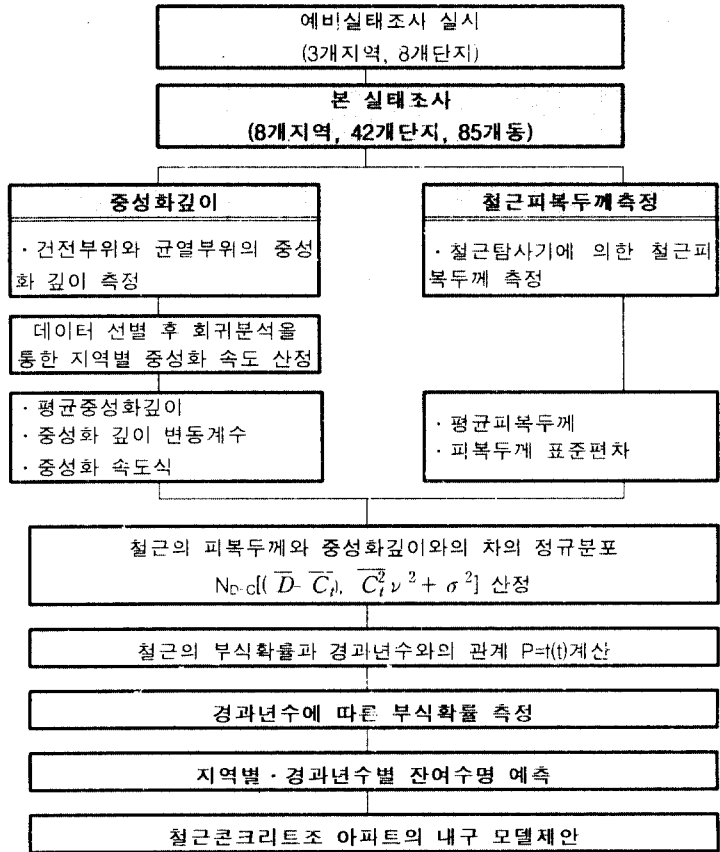 예비실태조사 실시
(3개지역, 8개단지)
본 실태조사
(8개지역, 42개단지, 85개동)
중성화깊이
· 건전부위와 균열부위의 중성
화 깊이 측정
철근피복두께측정
· 철근탐사기에 의한 철근피
복두께 측정
데이터 선별 후 회귀분석을
통한 지역별 중성화 속도 산정
· 평균중성화깊이
· 중성화 깊이 변동계수
· 중성화 속도식
· 평균피복두께
· 피복두께 표준편차
철근의 피복두께와 중성화깊이와의 차의 정규분포
N_{D-C}[(D̅- C̅_t), C̅_t^2 ν^2 + σ^2] 산정
철근의 부식확률과 경과년수와의 관계 P=f(t)계산
경과년수에 따른 부식확률 측정
지역별·경과년수별 잔여수명 예측
철근콘크리트조 아파트의 내구 모델제안